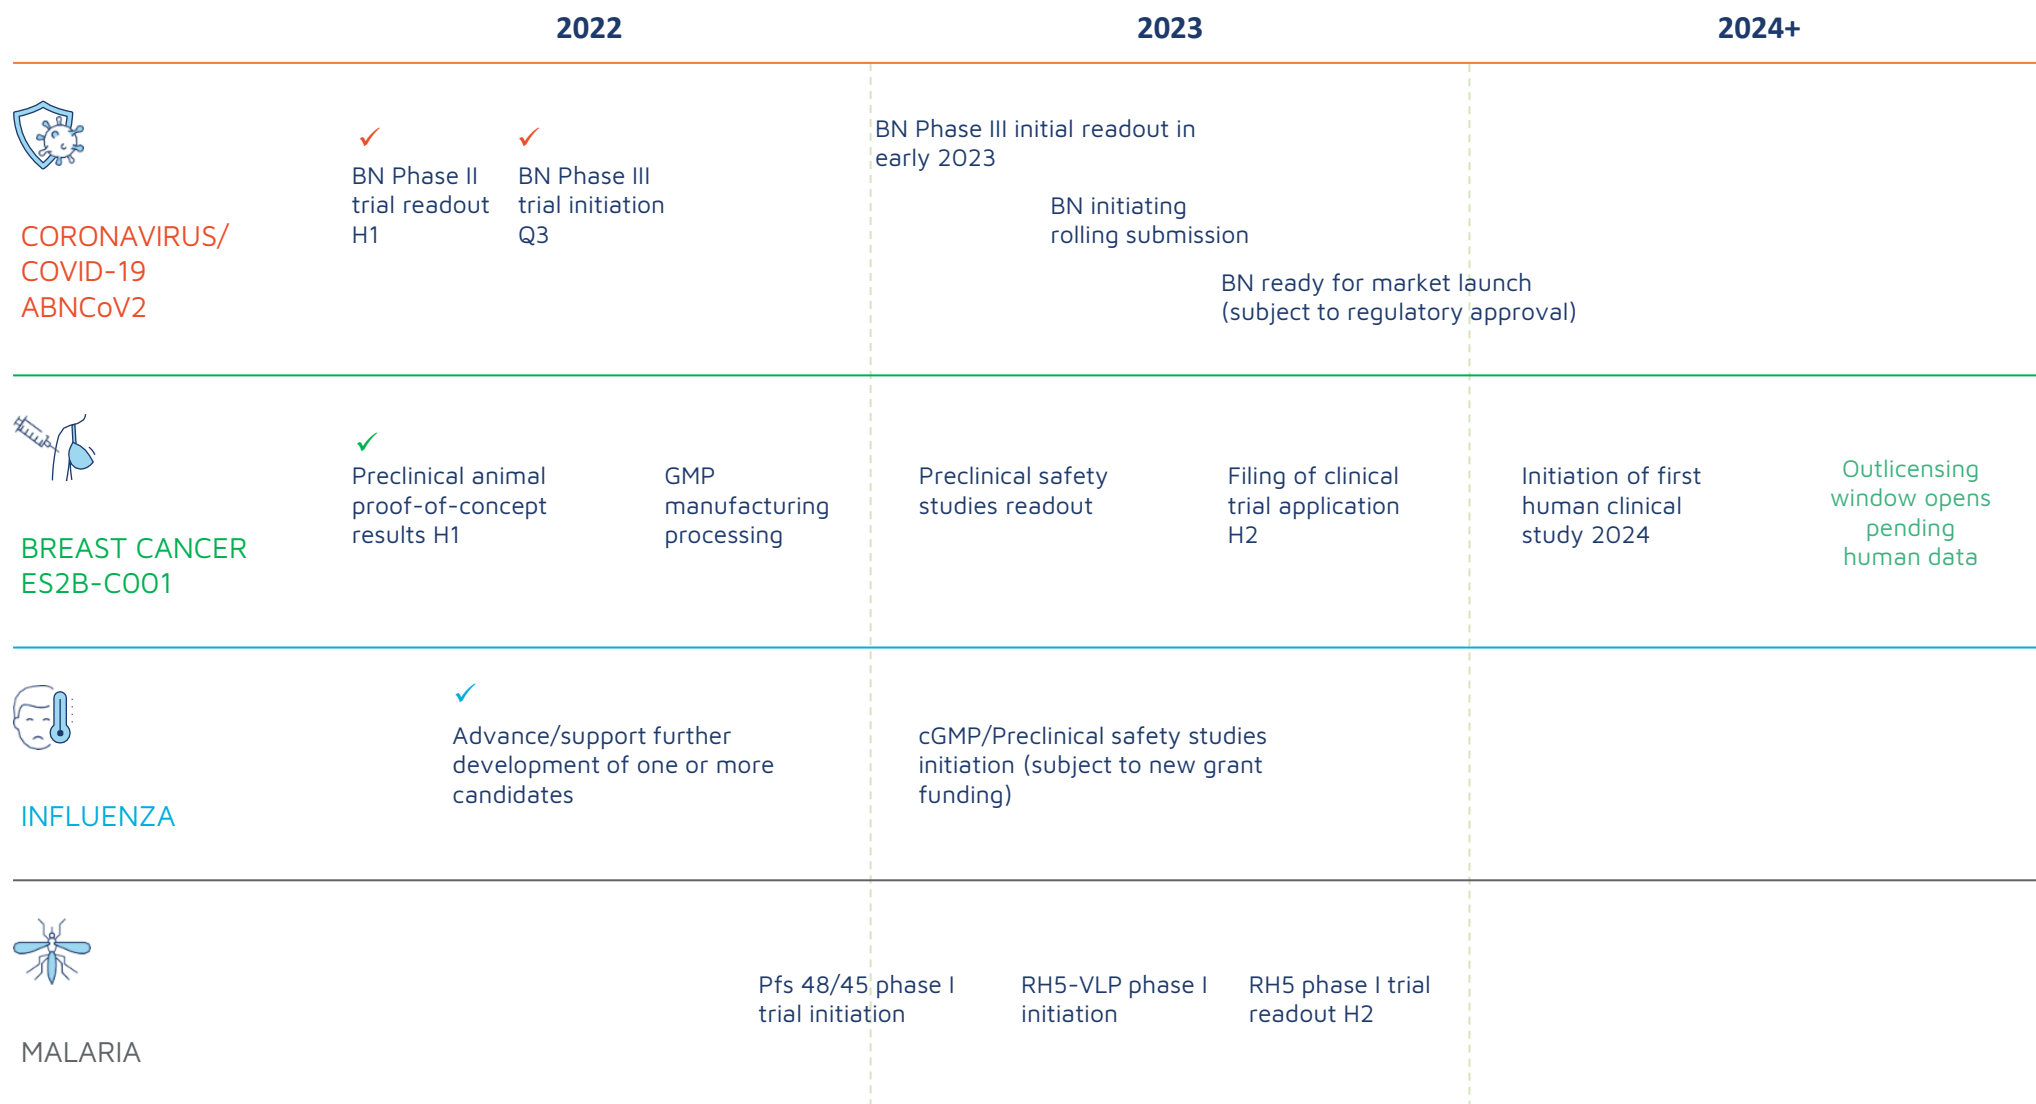 2022
2023
2024+
CORONAVIRUS/
COVID-19
ABNCoV2
BN Phase II
trial readout
H1
BN Phase III
trial initiation
Q3
BN Phase III initial readout in
early 2023
BN initiating
rolling submission
BN ready for market launch
(subject to regulatory approval)
BREAST CANCER
ES2B-C001
Preclinical animal
proof-of-concept
results H1
GMP
manufacturing
processing
Preclinical safety
studies readout
Filing of clinical
trial application
H2
Initiation of first
human clinical
study 2024
Outlicensing
window opens
pending
human data
INFLUENZA
Advance/support further
development of one or more
candidates
cGMP/Preclinical safety studies
initiation (subject to new grant
funding)
MALARIA
Pfs 48/45 phase I
trial initiation
RH5-VLP phase I
initiation
RH5 phase I trial
readout H2